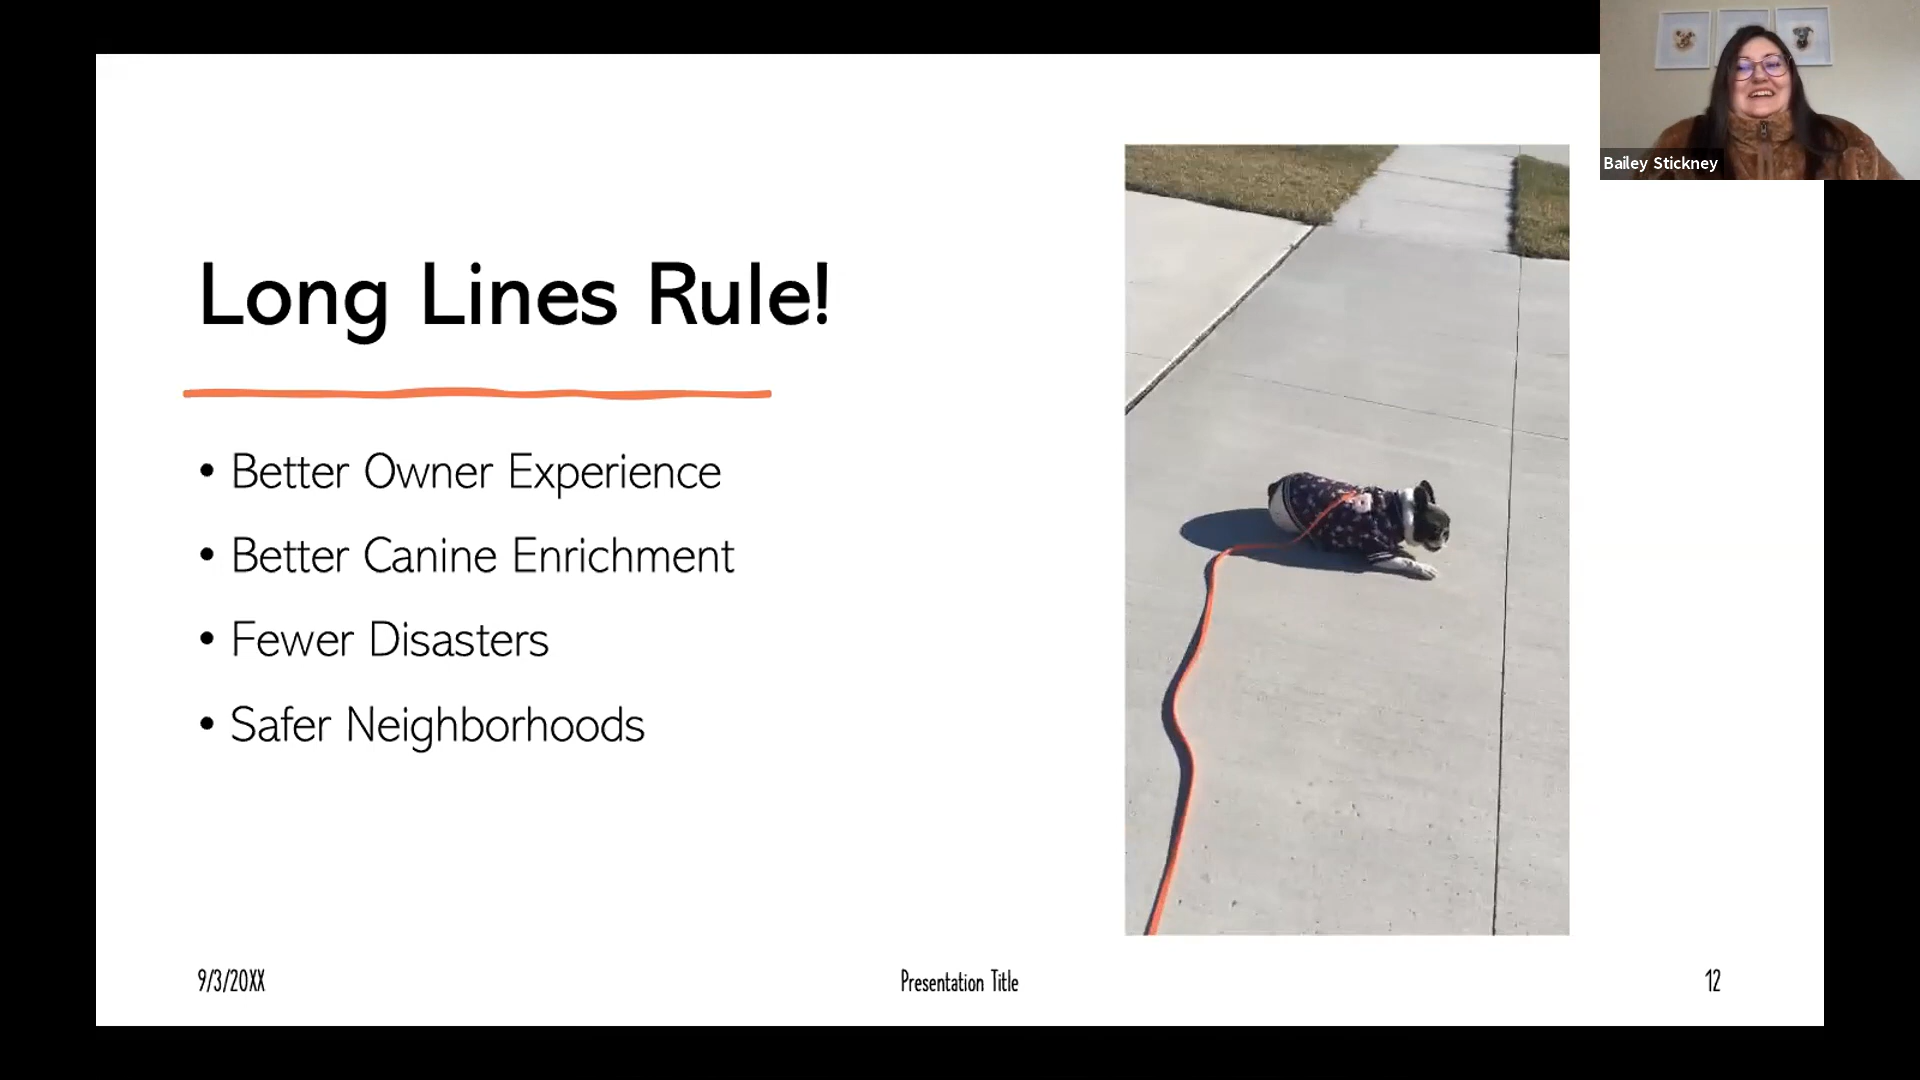 Bailey Stickney
Long Lines Rule!
• Better Owner Experience
• Better Canine Enrichment
• Fewer Disasters
• Safer Neighborhoods
9/3/20XX
Presentation Title
12